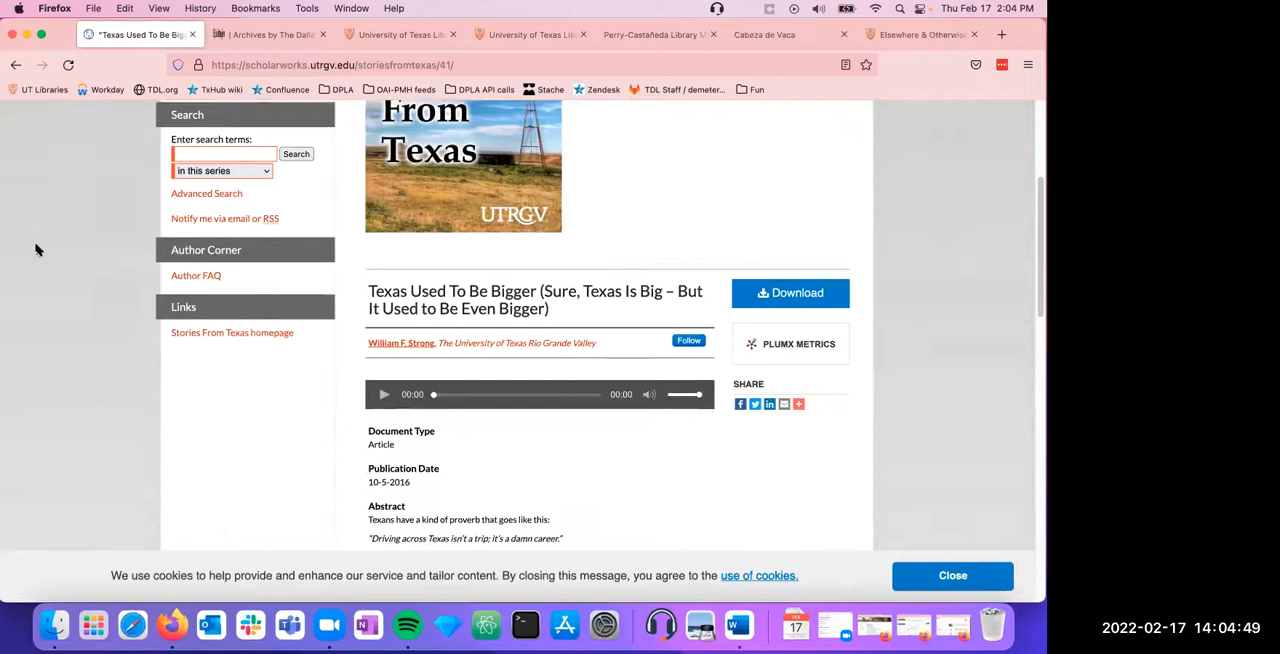 Firefox File Edit View History Bookmarks Tools Window Help Thu Feb 17 2:04 PM
"Texas Used To Be Big | Archives by The Dalle University of Texas Lib University of Texas Lib Perry-Castañeda Library M Cabeza de Vaca Elsewhere & Otherwise
https://scholarworks.utrgv.edu/storiesfromtexas/41/
UT Libraries Workday TDL.org TxHub wiki Confluence DPLA OAI-PMH feeds DPLA API calls Stache Zendesk TDL Staff / demeter... Fun
Search
Enter search terms:
Search
in this series
Advanced Search
Notify me via email or RSS
Author Corner
Author FAQ
Links
Stories From Texas homepage
From
Texas
UTRGV
Texas Used To Be Bigger (Sure, Texas Is Big – But
It Used to Be Even Bigger)
Download
William F. Strong, The University of Texas Rio Grande Valley
Follow
PLUMX METRICS
SHARE
00:00 00:00
Document Type
Article
Publication Date
10-5-2016
Abstract
Texans have a kind of proverb that goes like this:
"Driving across Texas isn't a trip; it's a damn career."
We use cookies to help provide and enhance our service and tailor content. By closing this message, you agree to the use of cookies.
Close
FEB
17
2022-02-17 14:04:49